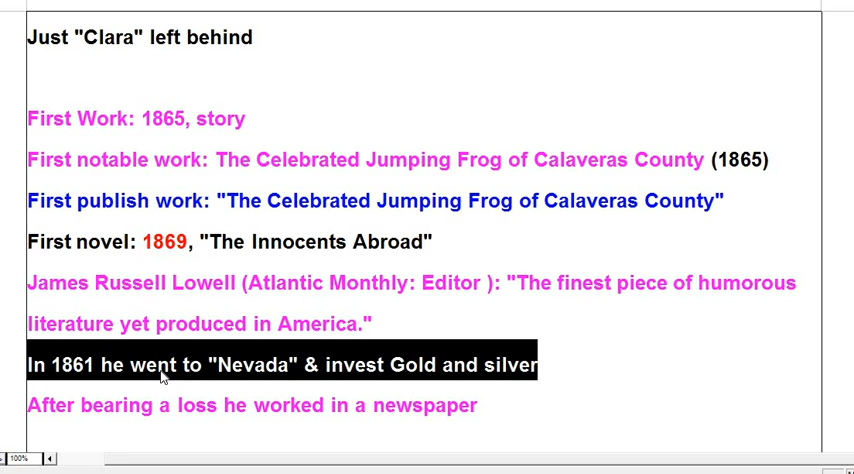 Just "Clara" left behind
First Work: 1865, story
First notable work: The Celebrated Jumping Frog of Calaveras County (1865)
First publish work: "The Celebrated Jumping Frog of Calaveras County"
First novel: 1869, "The Innocents Abroad"
James Russell Lowell (Atlantic Monthly: Editor ): "The finest piece of humorous
literature yet produced in America."
In 1861 he went to "Nevada" & invest Gold and silver
After bearing a loss he worked in a newspaper
100%